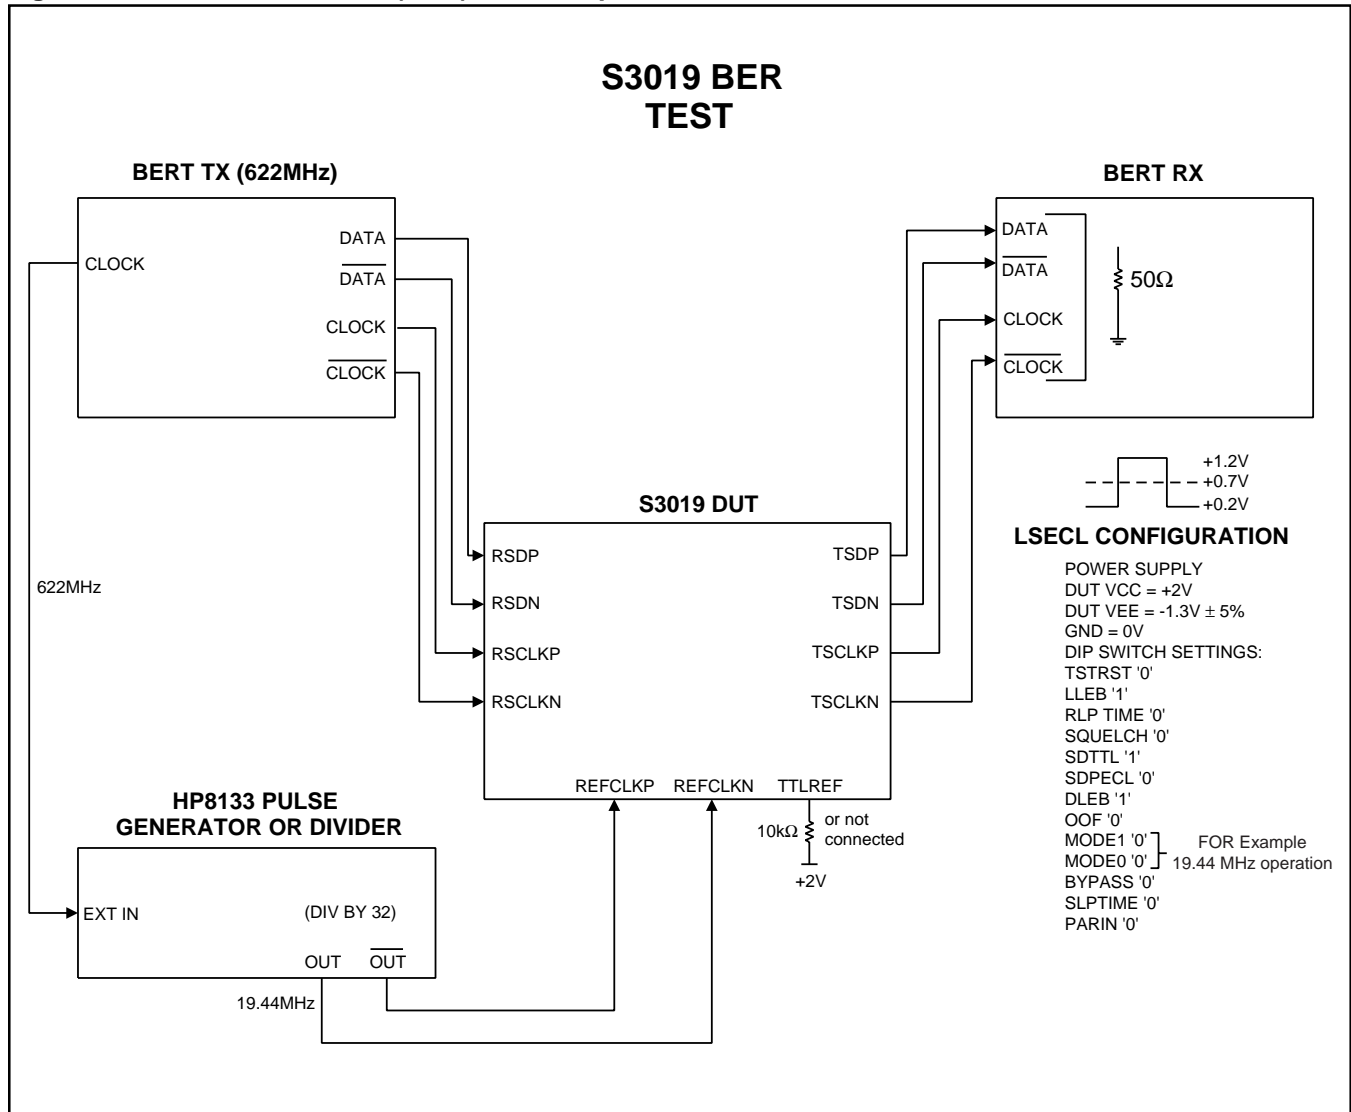 S3019 BER
TEST
BERT TX (622MHz)
BERT RX
DATA
DATA
CLOCK
CLOCK
CLOCK
DATA
DATA
CLOCK
CLOCK
50Ω
+1.2V
+0.7V
+0.2V
LSECL CONFIGURATION
POWER SUPPLY
DUT VCC = +2V
DUT VEE = -1.3V ± 5%
GND = 0V
DIP SWITCH SETTINGS:
TSTRST '0'
LLEB '1'
RLP TIME '0'
SQUELCH '0'
SDTTL '1'
SDPECL '0'
DLEB '1'
OOF '0'
MODE1 '0'
MODE0 '0'
FOR Example
19.44 MHz operation
BYPASS '0'
SLPTIME '0'
PARIN '0'
S3019 DUT
RSDP
RSDN
RSCLKP
RSCLKN
TSDP
TSDN
TSCLKP
TSCLKN
REFCLKP REFCLKN TTLREF
10kΩ
or not
connected
+2V
622MHz
HP8133 PULSE
GENERATOR OR DIVIDER
EXT IN
(DIV BY 32)
OUT OUT
19.44MHz